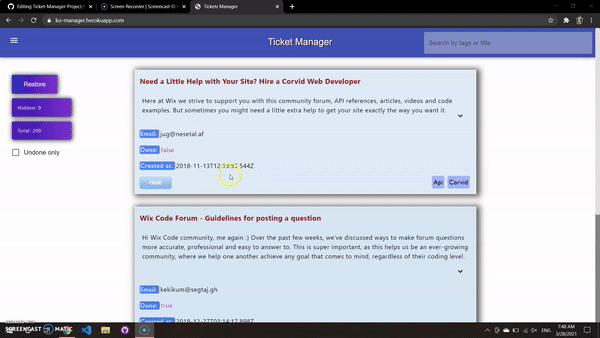 Editing Ticket-Manager-Project/
Screen Recorder | Screencast-O
Tickets Manager
ko-manager.herokuapp.com
Ticket Manager
Search by tags or title
Restore
Hidden: 0
Total: 200
Undone only
Need a Little Help with Your Site? Hire a Corvid Web Developer
Here at Wix we strive to support you with this community forum, API references, articles, videos and code
examples. But sometimes you might need a little extra help to get your site exactly the way you want it.
Email: jug@nesetal.af
Done: false
Created at: 2018-11-13T12:
544Z
Hide
Api
Corvid
Wix Code Forum - Guidelines for posting a question
Hi Wix Code community, me again :) Over the past few weeks, we've discussed ways to make forum questions
more accurate, professional and easy to answer to. This is super important, as this helps us be an ever-growing
community, where we help one another achieve any goal that comes to mind, regardless of their coding level.
Email: kekikum@segtaj.gh
Done: true
Created at: 2018-12-27T03:14:17.898Z
SCREENCAST
MATIC
ENG
7:48 AM
3/28/2021